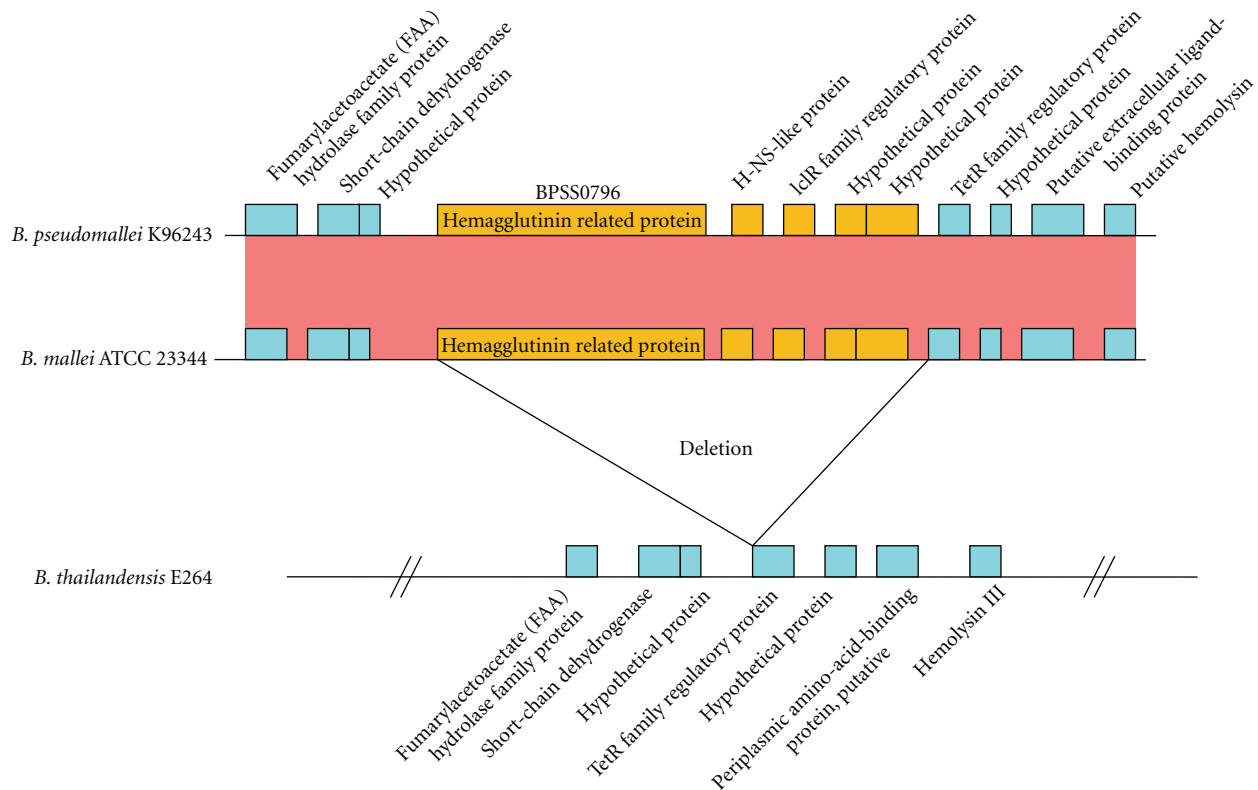 Fumarylacetoacetate (FAA)
hydrolase family protein
Short-chain dehydrogenase
Hypothetical protein
BPSS0796
H-NS-like protein
lclR family regulatory protein
Hypothetical protein
Hypothetical protein
TetR family regulatory protein
Hypothetical protein
Putative extracellular ligand-
binding protein
Putative hemolysin
B. pseudomallei K96243
Hemagglutinin related protein
B. mallei ATCC 23344
Hemagglutinin related protein
Deletion
B. thailandensis E264
Fumarylacetoacetate (FAA)
hydrolase family protein
Short-chain dehydrogenase
Hypothetical protein
TetR family regulatory protein
Hypothetical protein
Periplasmic amino-acid-binding
protein, putative
Hemolysin III